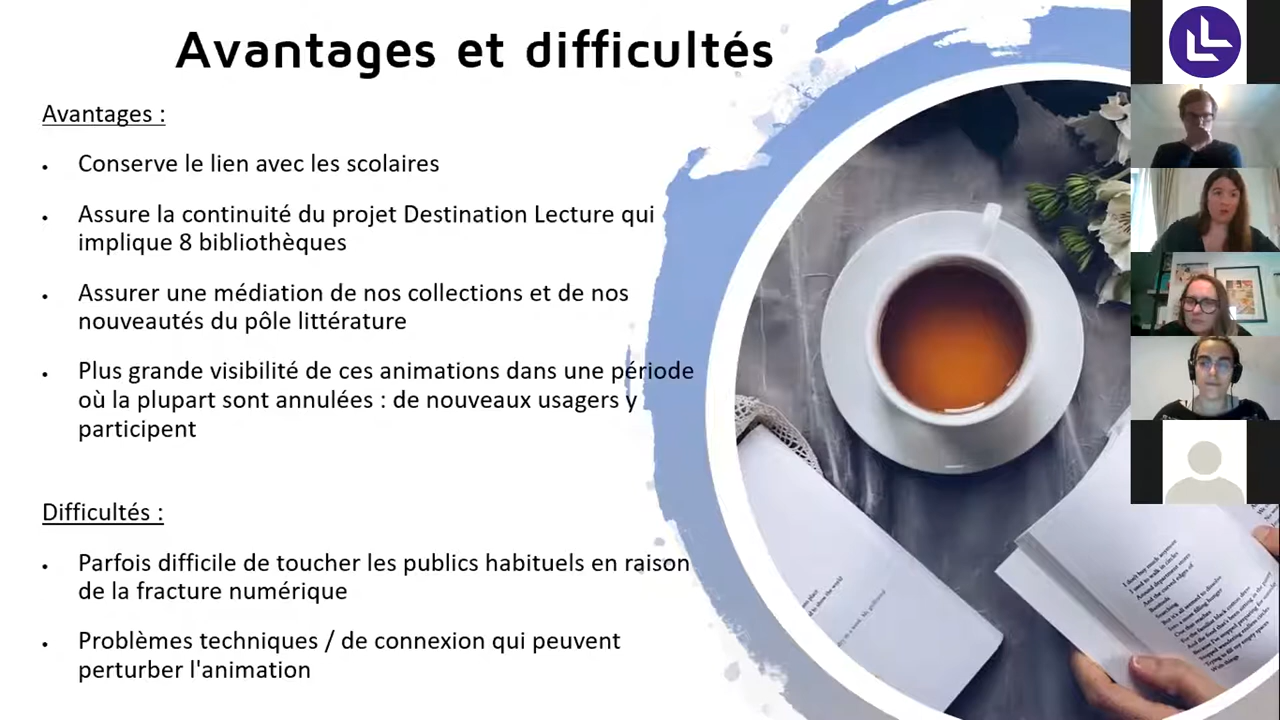 Avantages et difficultés
Avantages :
• Conserve le lien avec les scolaires
• Assure la continuité du projet Destination Lecture qui
implique 8 bibliothèques
• Assurer une médiation de nos collections et de nos
nouveautés du pôle littérature
• Plus grande visibilité de ces animations dans une période
où la plupart sont annulées : de nouveaux usagers y
participent
Difficultés :
• Parfois difficile de toucher les publics habituels en raison
de la fracture numérique
• Problèmes techniques / de connexion qui peuvent
perturber l'animation